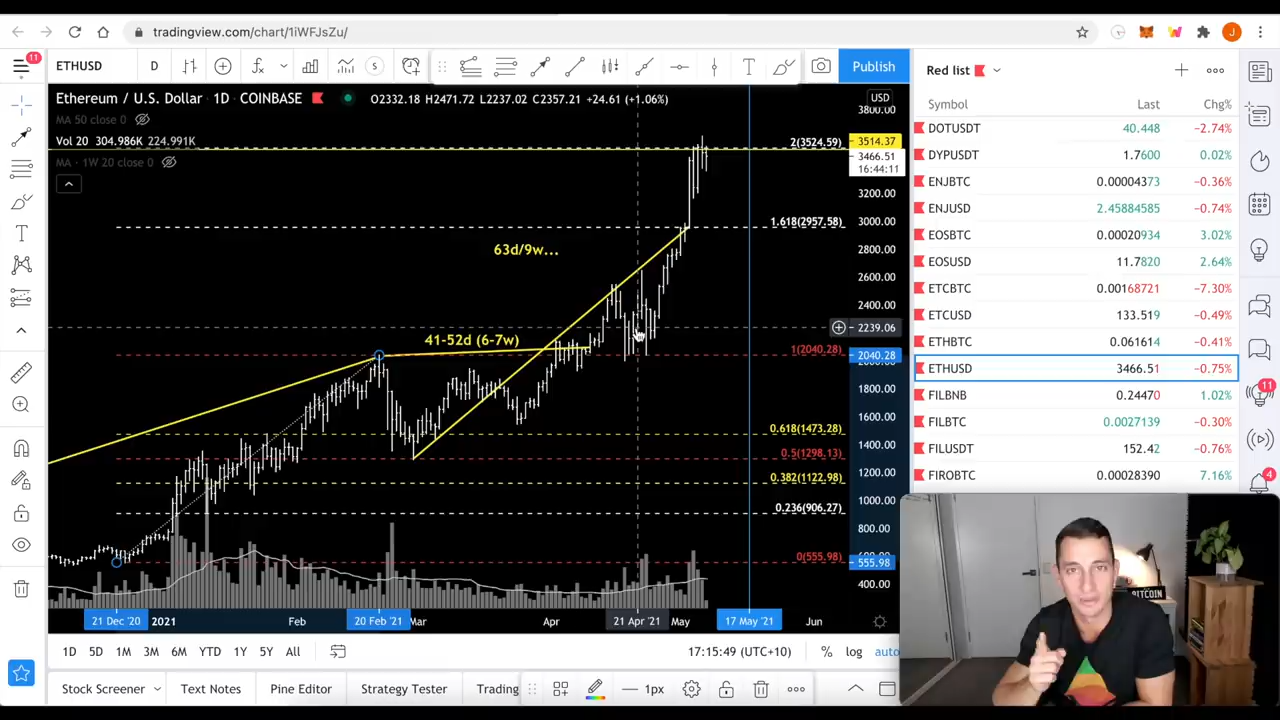 tradingview.com/chart/1iWFJsZu/
J
11
ETHUSD
D
S
T
Publish
Red list
Ethereum / U.S. Dollar · 1D · COINBASE
O2332.18 H2471.72 L2237.02 C2357.21 +24.61 (+1.06%)
MA 50 close 0
Vol 20 304.986K 224.991K
MA · 1W 20 close 0
USD
3800.00
3514.37
3466.51
16:44:11
3200.00
3000.00
2800.00
2600.00
2400.00
2239.06
2040.28
1800.00
1600.00
1400.00
1200.00
1000.00
800.00
555.98
400.00
2(3524.59)
1.618(2957.58)
1(2040.28)
0.618(1473.28)
0.5(1298.13)
0.382(1122.98)
0.236(906.27)
0(555.98)
63d/9w...
41-52d (6-7w)
21 Dec '20
2021
Feb
20 Feb '21
Mar
Apr
21 Apr '21
May
17 May '21
Jun
1D 5D 1M 3M 6M YTD 1Y 5Y All
17:15:49 (UTC+10)
% log auto
Stock Screener
Text Notes
Pine Editor
Strategy Tester
Trading
1px
Symbol Last Chg%
DOTUSDT 40.448 −2.74%
DYPUSDT 1.7600 0.02%
ENJBTC 0.00004373 −0.36%
ENJUSD 2.45884585 −0.74%
EOSBTC 0.00020934 3.02%
EOSUSD 11.7820 2.64%
ETCBTC 0.00168721 −7.30%
ETCUSD 133.519 −0.49%
ETHBTC 0.061614 −0.41%
ETHUSD 3466.51 −0.75%
FILBNB 0.2447 1.02%
FILBTC 0.0027139 −0.30%
FILUSDT 152.42 −0.76%
FIROBTC 0.00028390 7.16%
11
4
BITCOIN